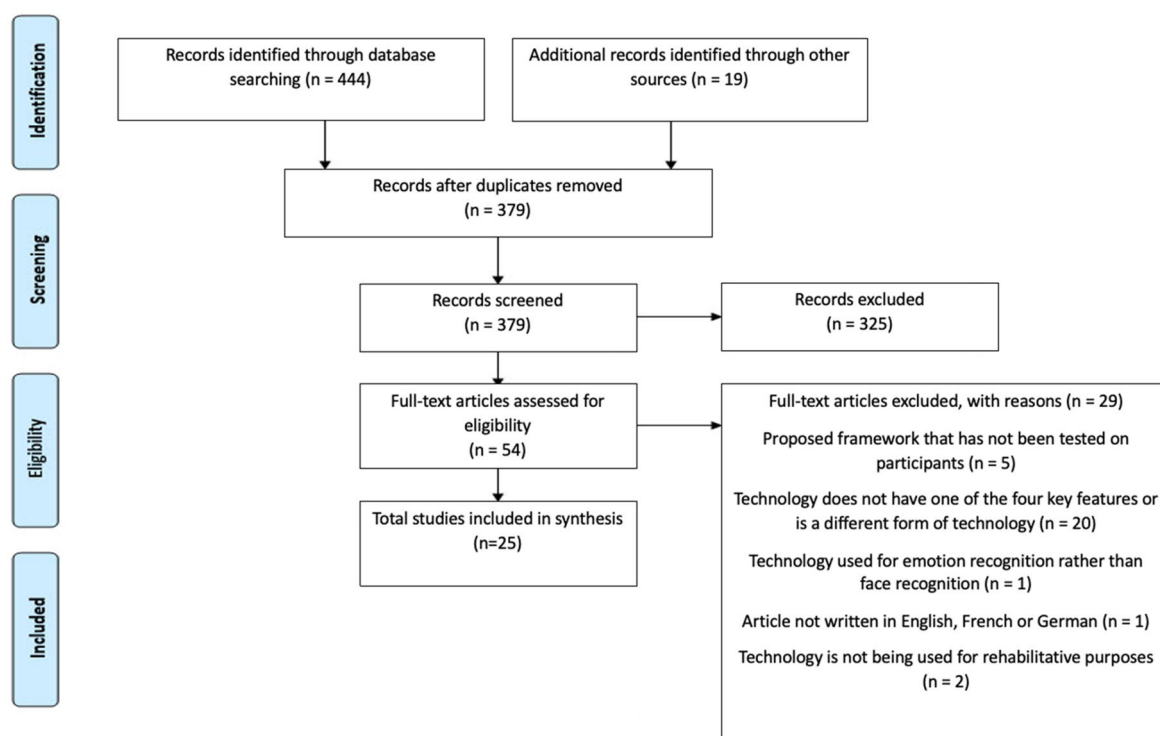 Identification
Records identified through database
searching (n = 444)
Additional records identified through other
sources (n = 19)
Records after duplicates removed
(n = 379)
Screening
Records screened
(n = 379)
Records excluded
(n = 325)
Eligibility
Full-text articles assessed for
eligibility
(n = 54)
Full-text articles excluded, with reasons (n = 29)
Proposed framework that has not been tested on
participants (n = 5)
Technology does not have one of the four key features or
is a different form of technology (n = 20)
Technology used for emotion recognition rather than
face recognition (n = 1)
Article not written in English, French or German (n = 1)
Technology is not being used for rehabilitative purposes
(n = 2)
Total studies included in synthesis
(n=25)
Included